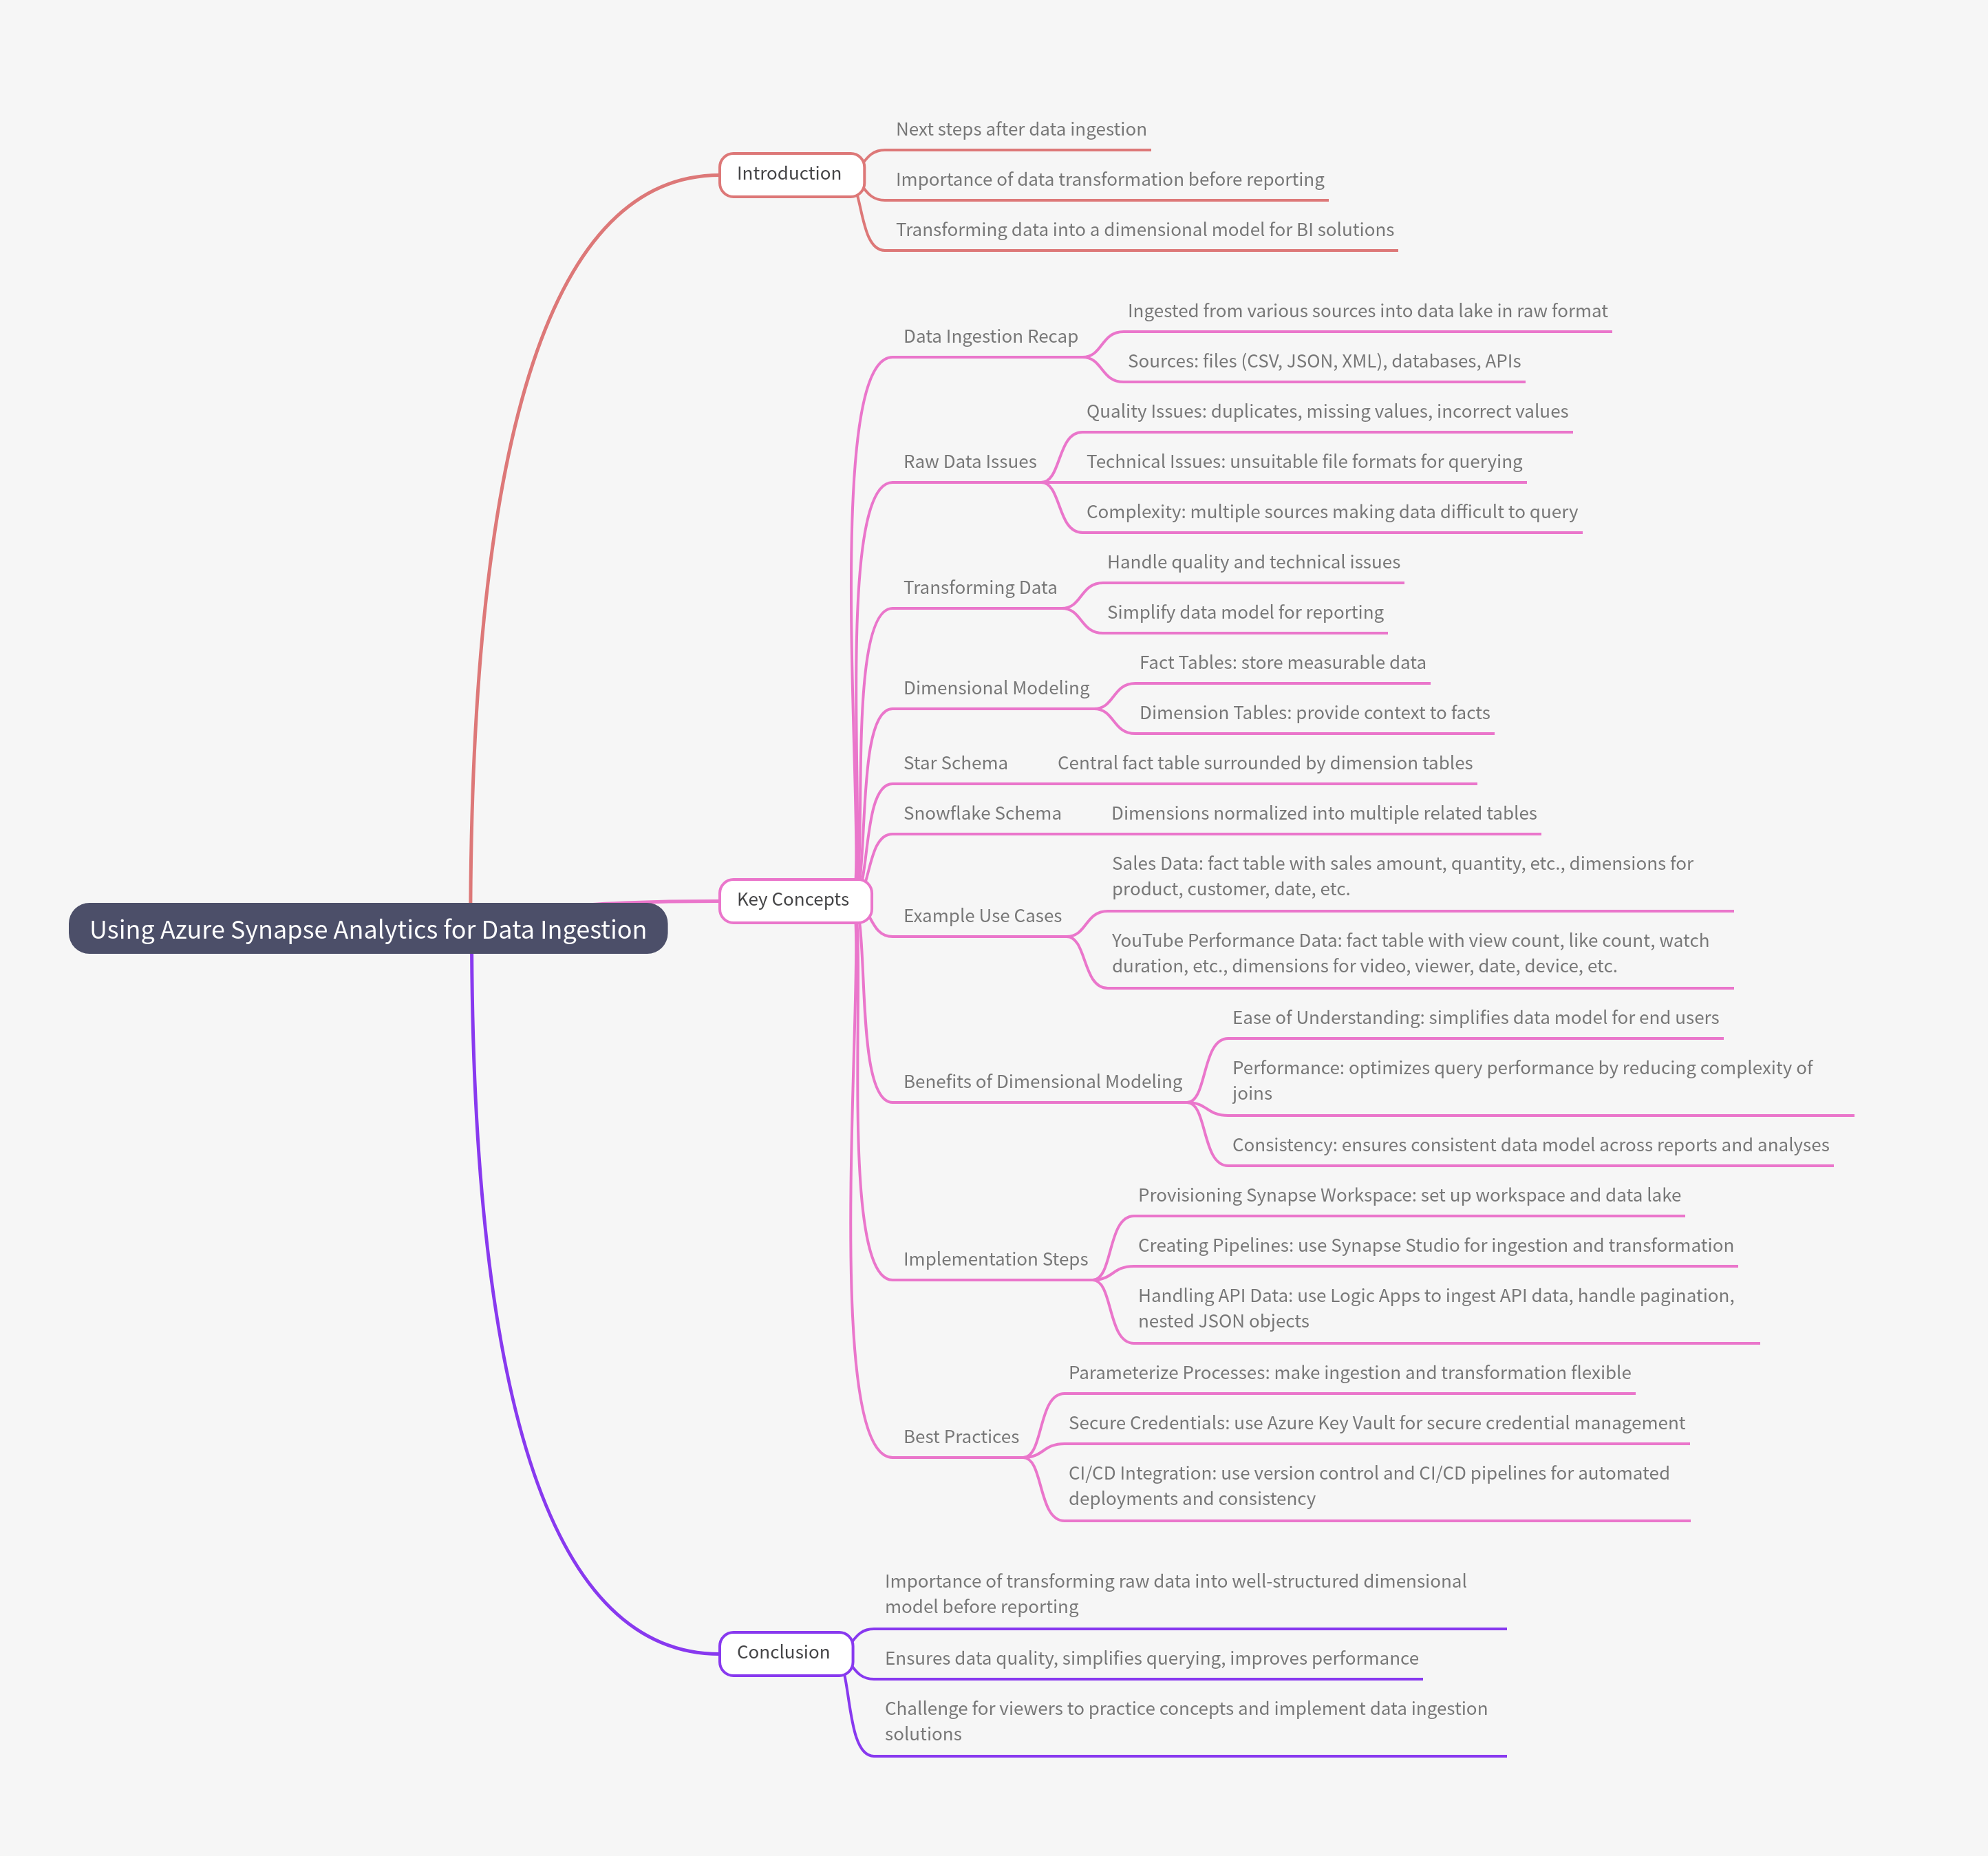 Using Azure Synapse Analytics for Data Ingestion
Introduction
Next steps after data ingestion
Importance of data transformation before reporting
Transforming data into a dimensional model for BI solutions
Key Concepts
Data Ingestion Recap
Ingested from various sources into data lake in raw format
Sources: files (CSV, JSON, XML), databases, APIs
Raw Data Issues
Quality Issues: duplicates, missing values, incorrect values
Technical Issues: unsuitable file formats for querying
Complexity: multiple sources making data difficult to query
Transforming Data
Handle quality and technical issues
Simplify data model for reporting
Dimensional Modeling
Fact Tables: store measurable data
Dimension Tables: provide context to facts
Star Schema
Central fact table surrounded by dimension tables
Snowflake Schema
Dimensions normalized into multiple related tables
Example Use Cases
Sales Data: fact table with sales amount, quantity, etc., dimensions for
product, customer, date, etc.
YouTube Performance Data: fact table with view count, like count, watch
duration, etc., dimensions for video, viewer, date, device, etc.
Benefits of Dimensional Modeling
Ease of Understanding: simplifies data model for end users
Performance: optimizes query performance by reducing complexity of
joins
Consistency: ensures consistent data model across reports and analyses
Implementation Steps
Provisioning Synapse Workspace: set up workspace and data lake
Creating Pipelines: use Synapse Studio for ingestion and transformation
Handling API Data: use Logic Apps to ingest API data, handle pagination,
nested JSON objects
Best Practices
Parameterize Processes: make ingestion and transformation flexible
Secure Credentials: use Azure Key Vault for secure credential management
CI/CD Integration: use version control and CI/CD pipelines for automated
deployments and consistency
Conclusion
Importance of transforming raw data into well-structured dimensional
model before reporting
Ensures data quality, simplifies querying, improves performance
Challenge for viewers to practice concepts and implement data ingestion
solutions